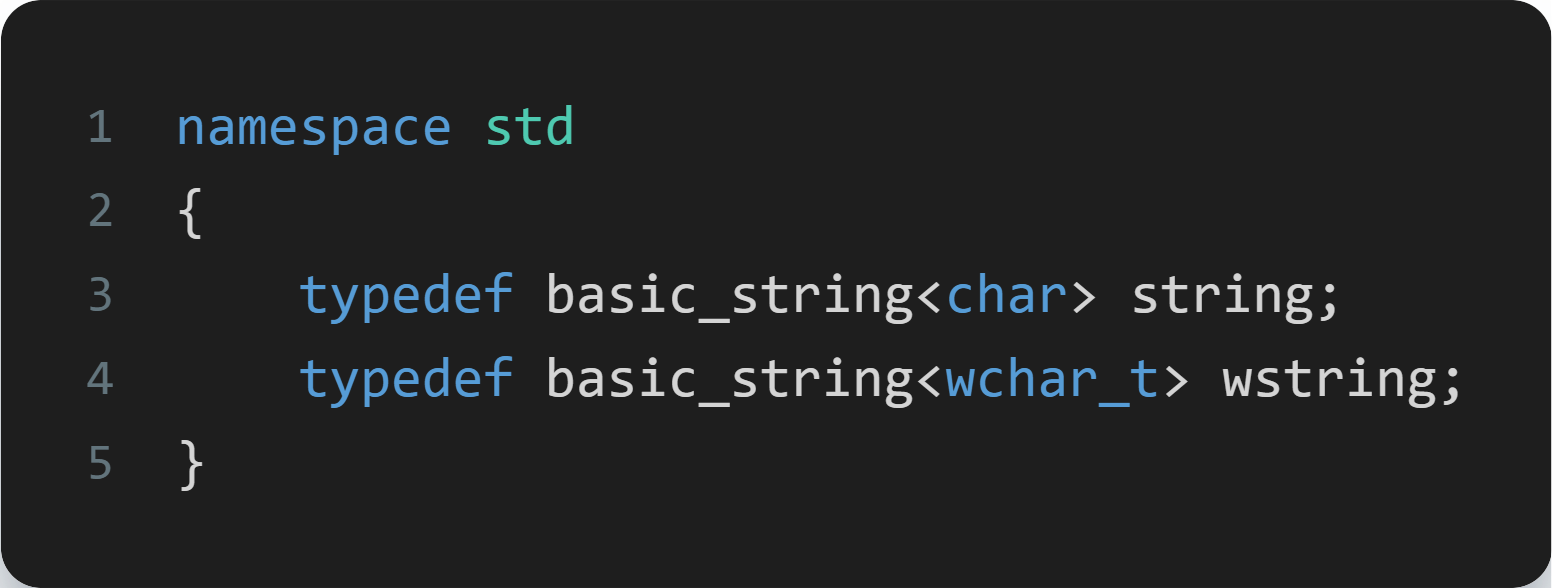 1 namespace std
2 {
3     typedef basic_string<char> string;
4     typedef basic_string<wchar_t> wstring;
5 }